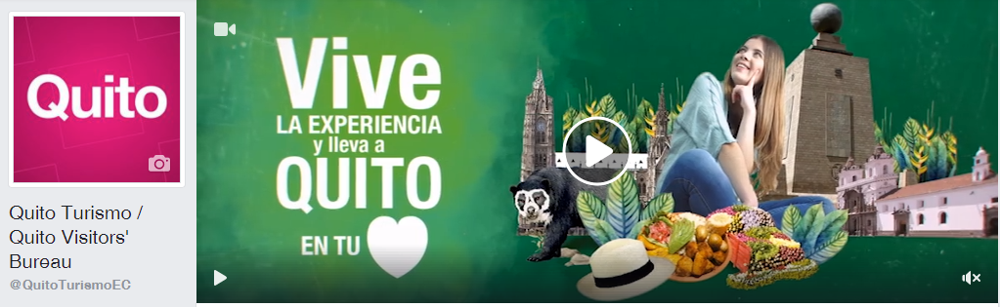 Quito
Quito Turismo /
Quito Visitors'
Bureau
@QuitoTurismoEC
Vive
LA EXPERIENCIA
y lleva a
QUITO
EN TU